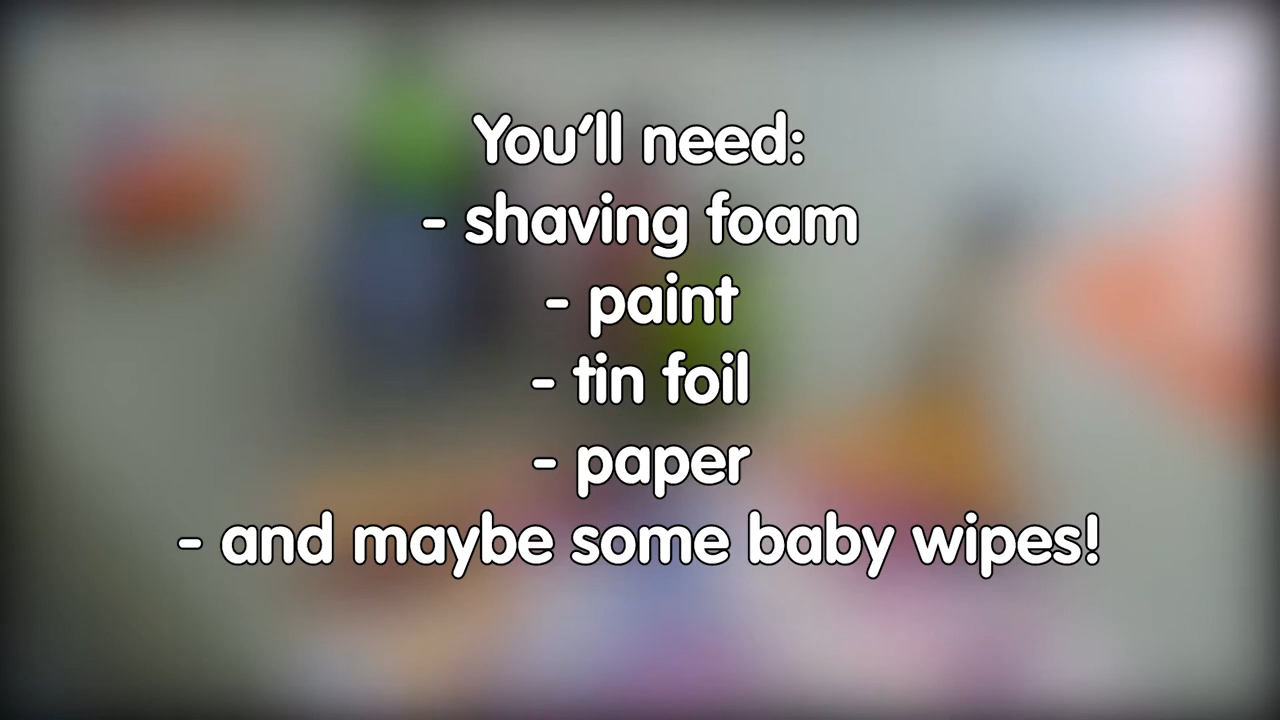 You'll need:
- shaving foam
- paint
- tin foil
- paper
- and maybe some baby wipes!